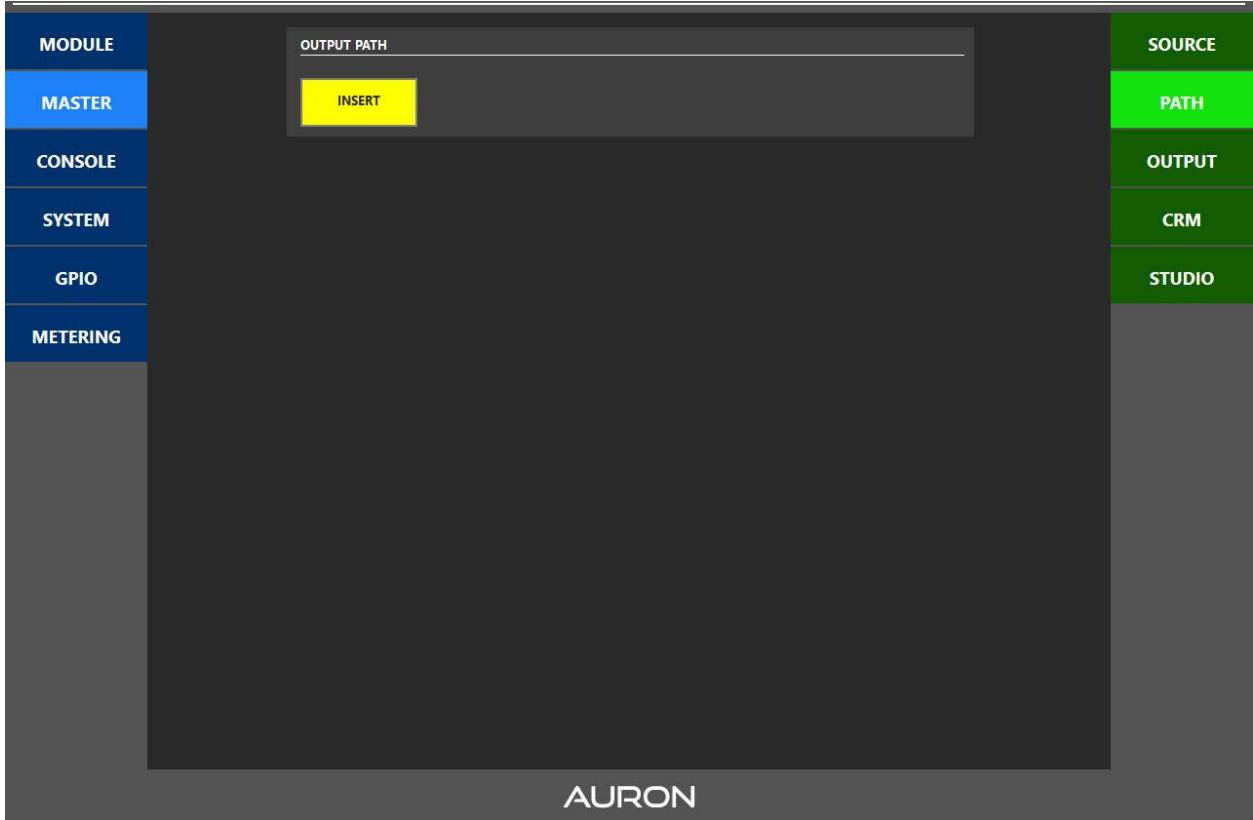 MODULE
MASTER
CONSOLE
SYSTEM
GPIO
METERING
OUTPUT PATH
INSERT
SOURCE
PATH
OUTPUT
CRM
STUDIO
AURON